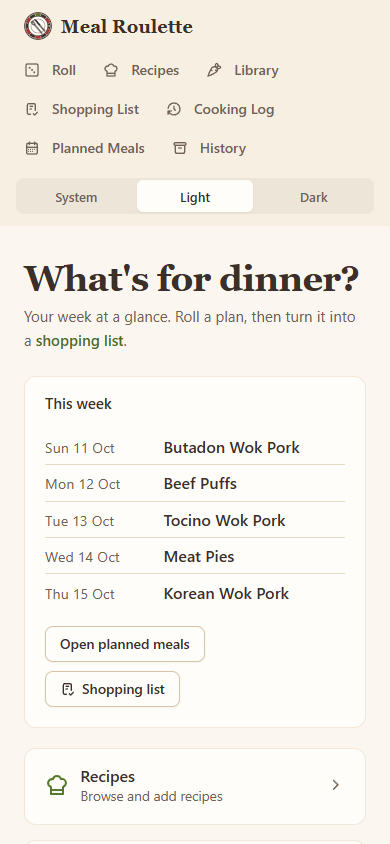 Meal Roulette
Roll Recipes Library
Shopping List Cooking Log
Planned Meals History
System Light Dark
What's for dinner?
Your week at a glance. Roll a plan, then turn it into
a shopping list.
This week
Sun 11 Oct Butadon Wok Pork
Mon 12 Oct Beef Puffs
Tue 13 Oct Tocino Wok Pork
Wed 14 Oct Meat Pies
Thu 15 Oct Korean Wok Pork
Open planned meals
Shopping list
Recipes
Browse and add recipes